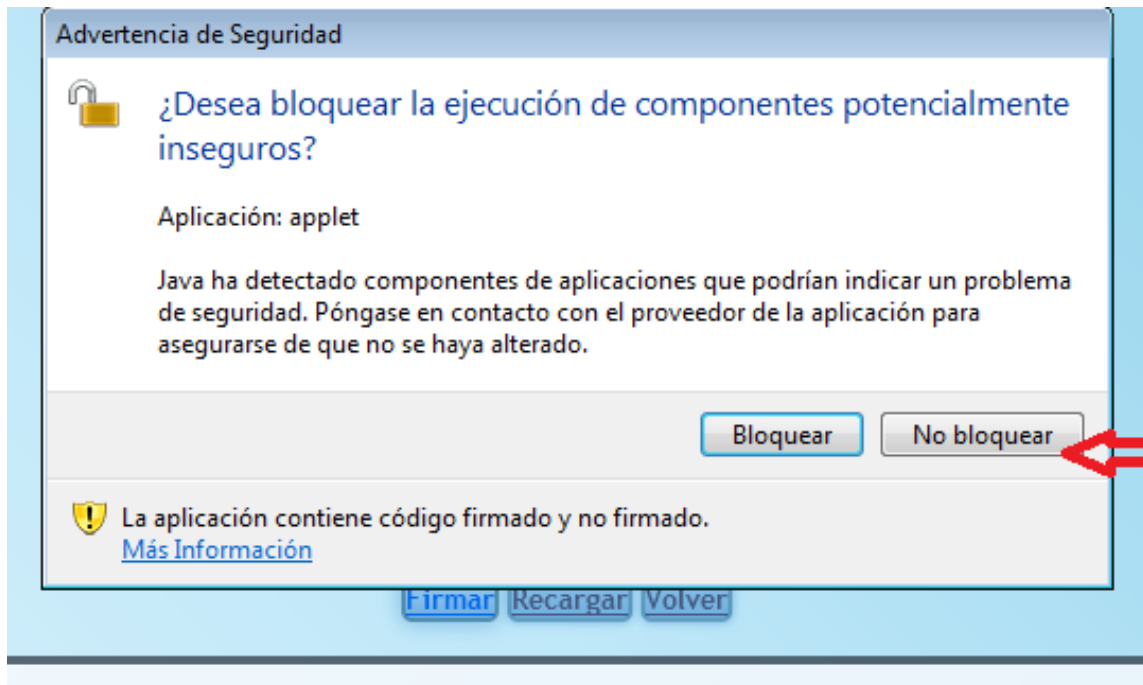 Advertencia de Seguridad
¿Desea bloquear la ejecución de componentes potencialmente
inseguros?
Aplicación: applet
Java ha detectado componentes de aplicaciones que podrían indicar un problema
de seguridad. Póngase en contacto con el proveedor de la aplicación para
asegurarse de que no se haya alterado.
Bloquear No bloquear
La aplicación contiene código firmado y no firmado.
Más Información
Firmar Recargar Volver